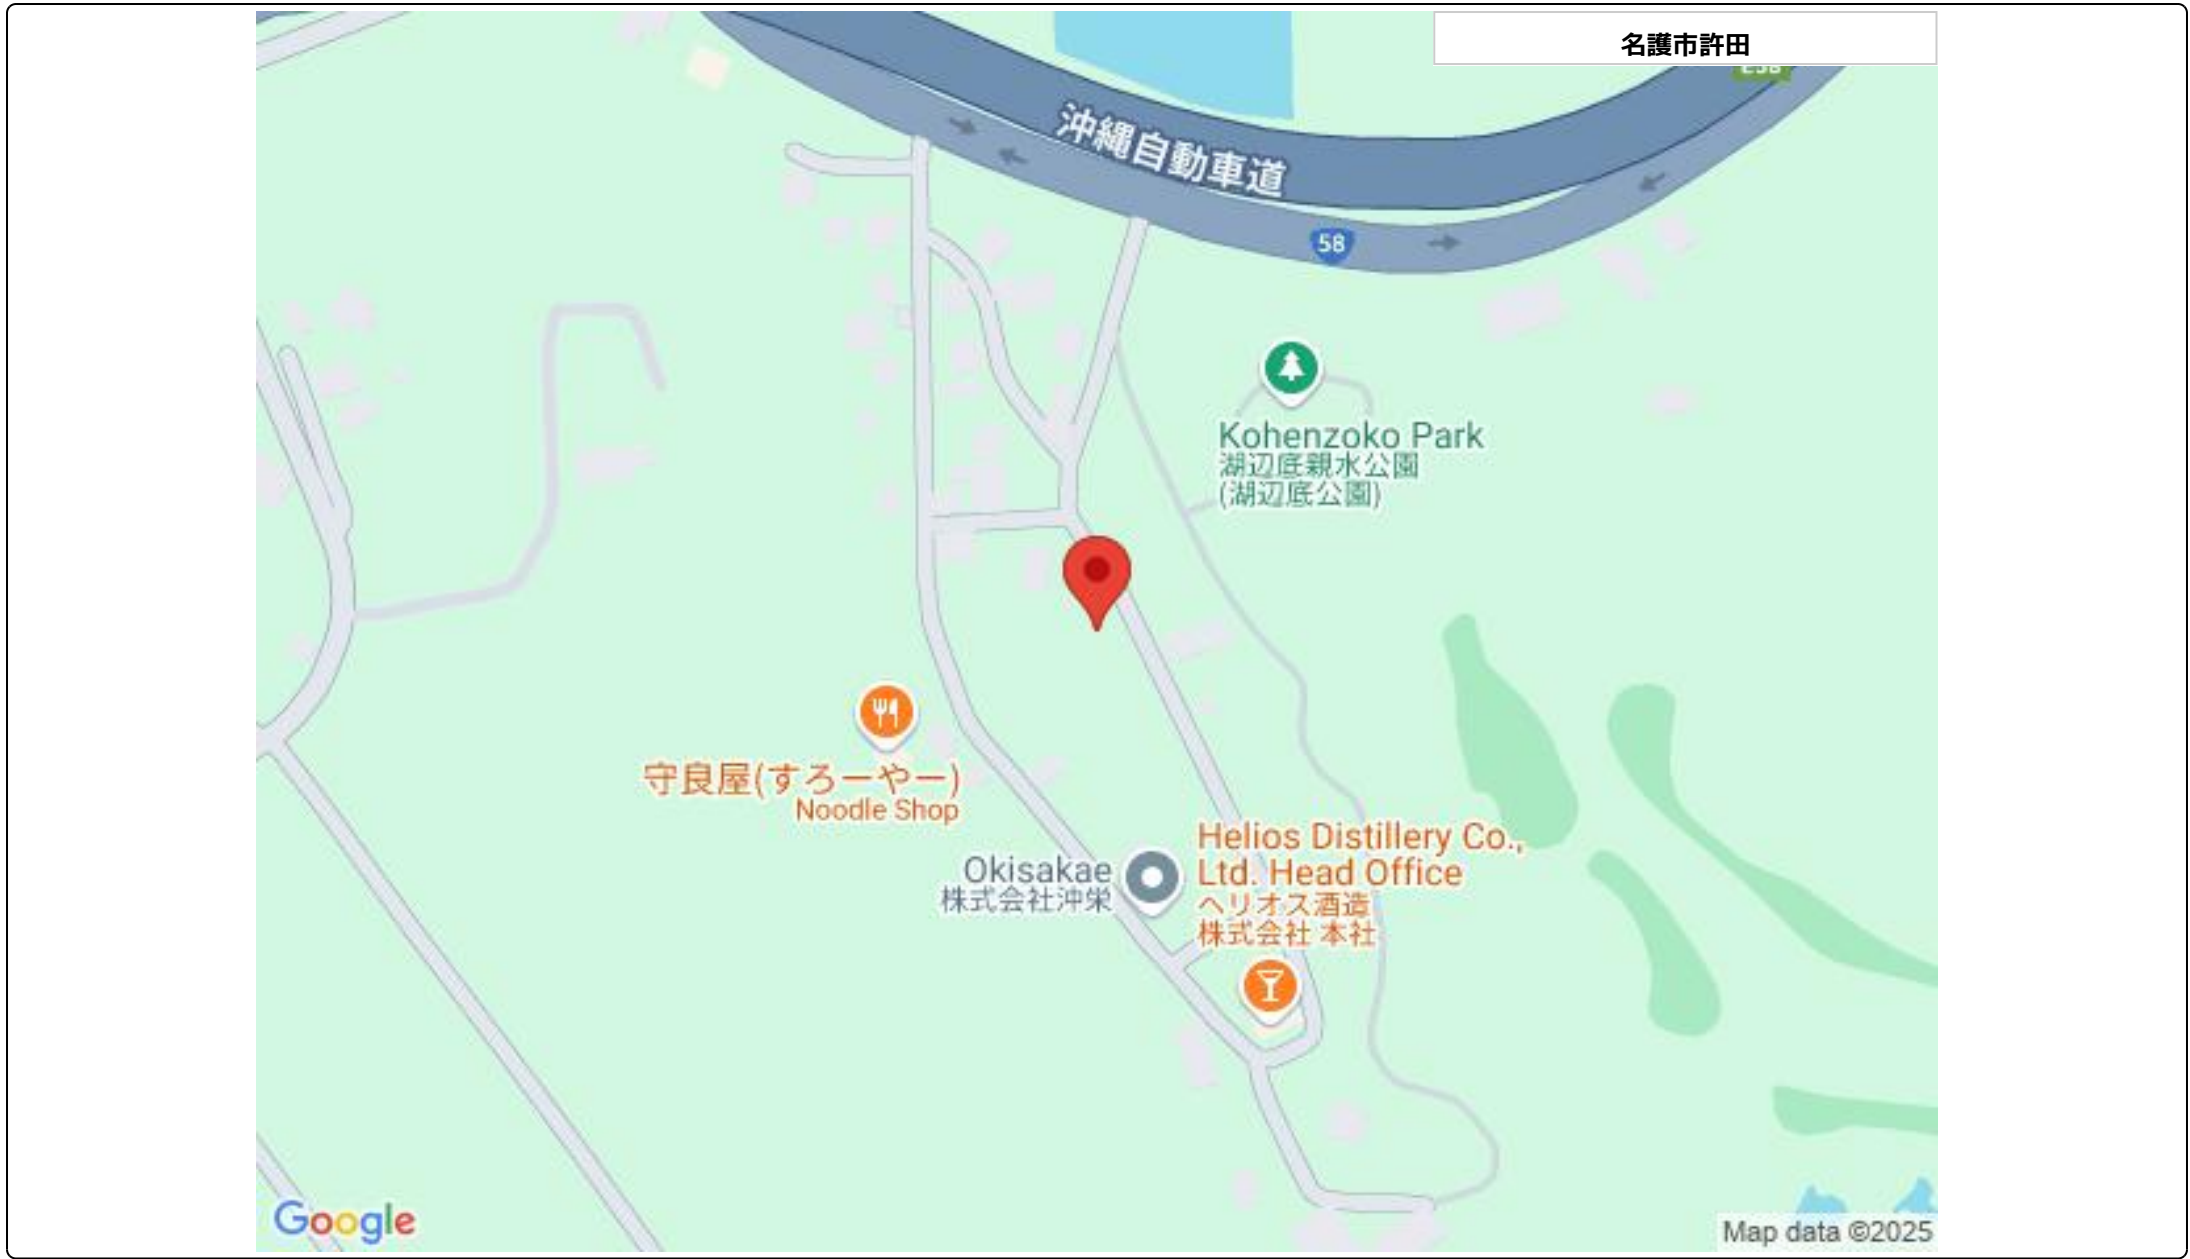 名護市許田
E58
沖縄自動車道
58
Kohenzoko Park
湖辺底親水公園
(湖辺底公園)
守良屋(すろーやー)
Noodle Shop
Okisakae
株式会社沖栄
Helios Distillery Co.,
Ltd. Head Office
ヘリオス酒造
株式会社 本社
Google
Map data ©2025